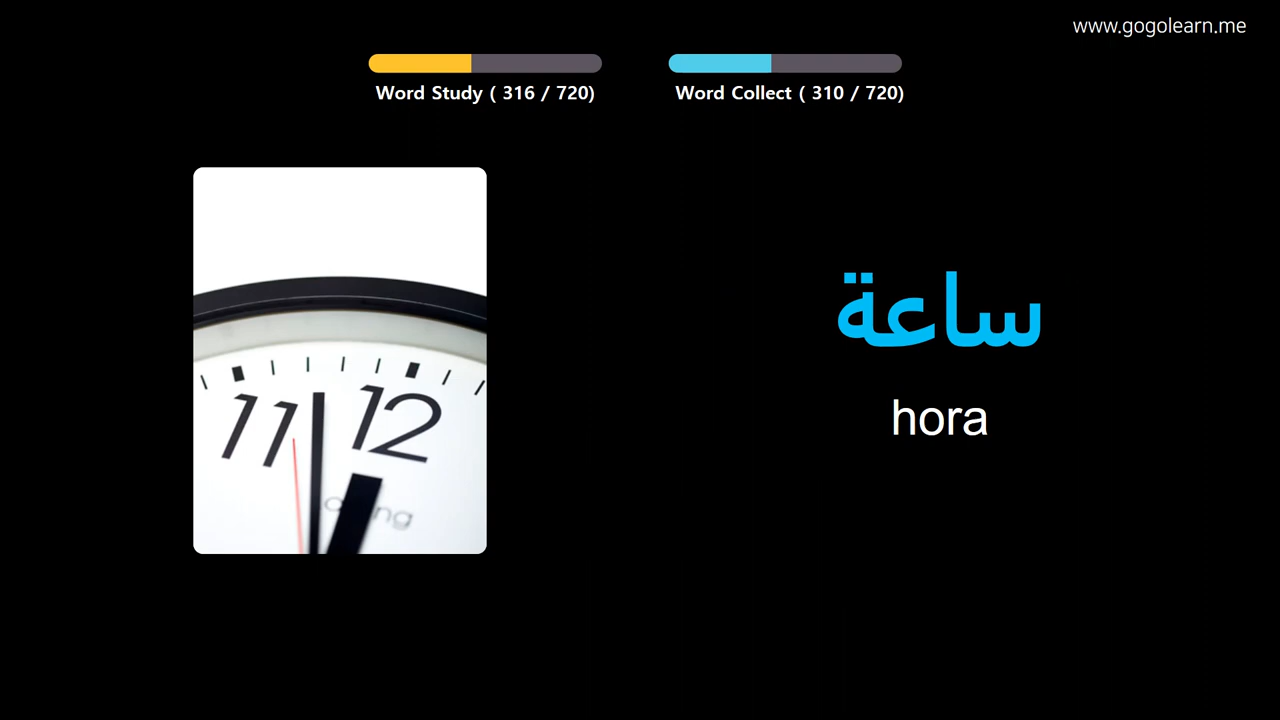 www.gogolearn.me
Word Study ( 316 / 720)
Word Collect ( 310 / 720)
11
12
ساعة
hora